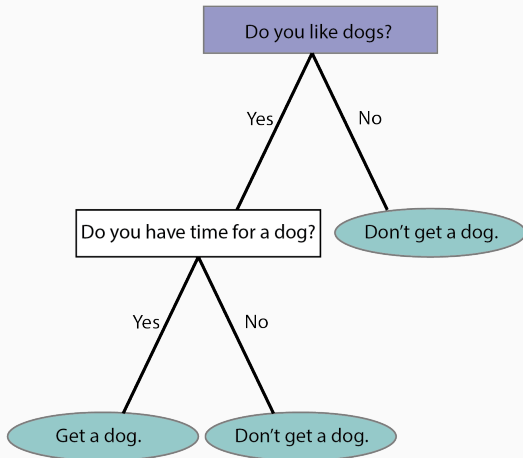 Do you like dogs?
Yes
No
Do you have time for a dog?
Don't get a dog.
Yes
No
Get a dog.
Don't get a dog.